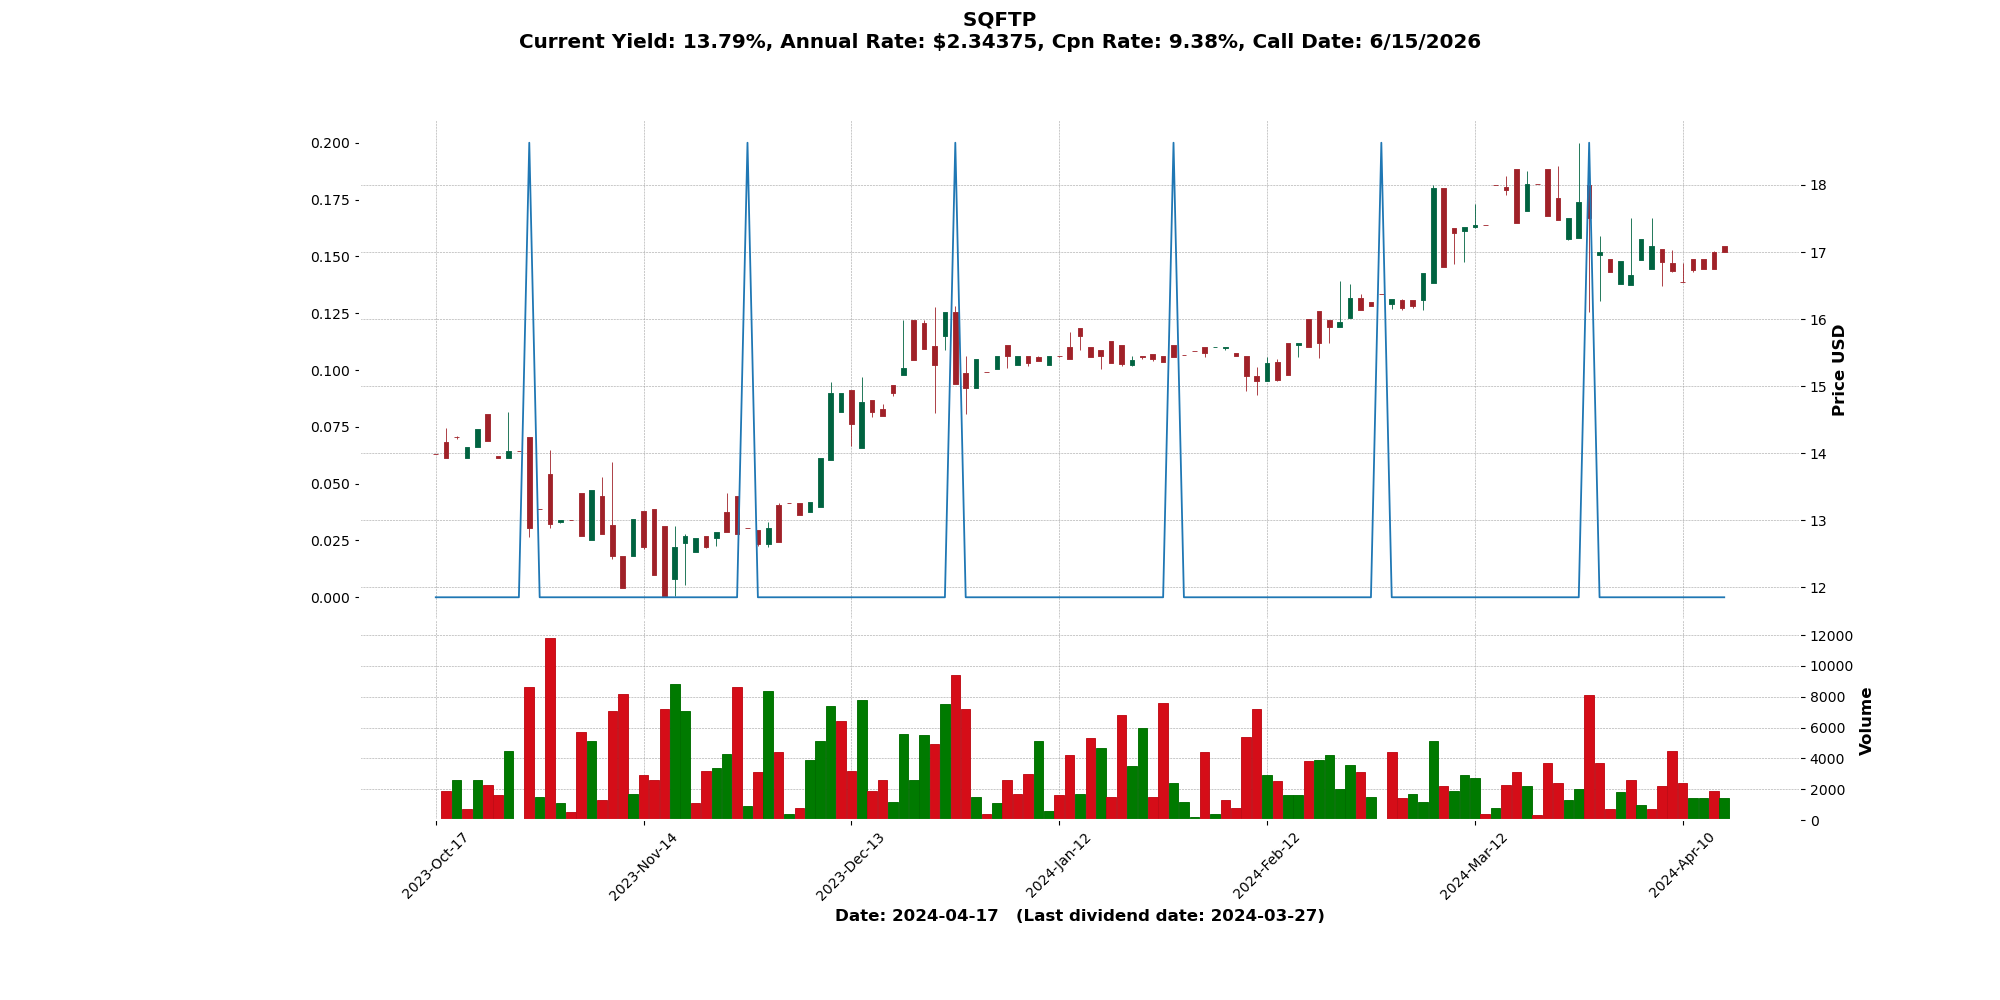 SQFTP
Current Yield: 13.79%, Annual Rate: $2.34375, Cpn Rate: 9.38%, Call Date: 6/15/2026
0.200
0.175
0.150
0.125
0.100
0.075
0.050
0.025
0.000
18
17
16
15
14
13
12
Price USD
12000
10000
8000
6000
4000
2000
0
Volume
2023-Oct-17
2023-Nov-14
2023-Dec-13
2024-Jan-12
2024-Feb-12
2024-Mar-12
2024-Apr-10
Date: 2024-04-17 (Last dividend date: 2024-03-27)